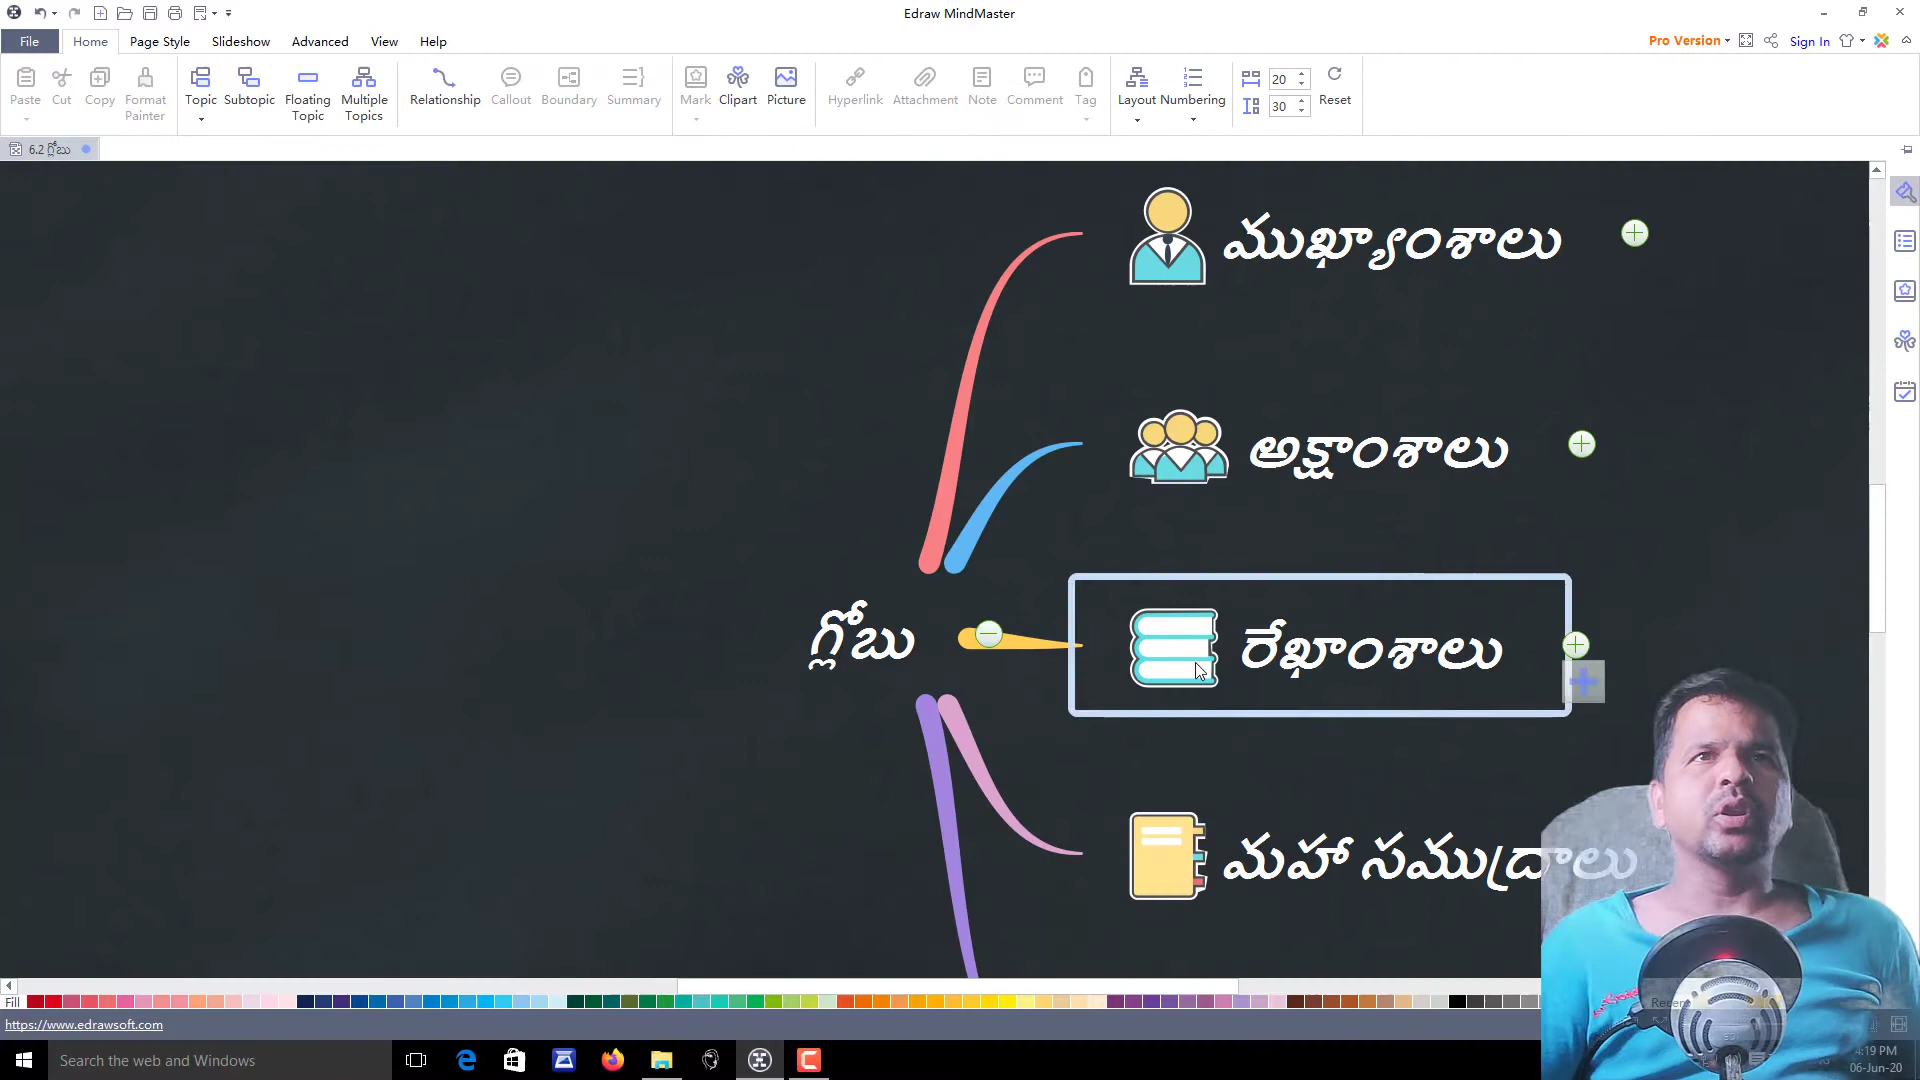 Edraw MindMaster
File Home Page Style Slideshow Advanced View Help
Pro Version Sign In
Paste Cut Copy Format Painter
Topic Subtopic Floating Topic Multiple Topics
Relationship Callout Boundary Summary
Mark Clipart Picture
Hyperlink Attachment Note Comment Tag
Layout Numbering
20
30
Reset
6.2 గ్లోబు
ముఖ్యాంశాలు
అక్షాంశాలు
గ్లోబు
రేఖాంశాలు
మహా సముద్రాలు
Fill
Recent
https://www.edrawsoft.com
Search the web and Windows
4:19 PM
06-Jun-20